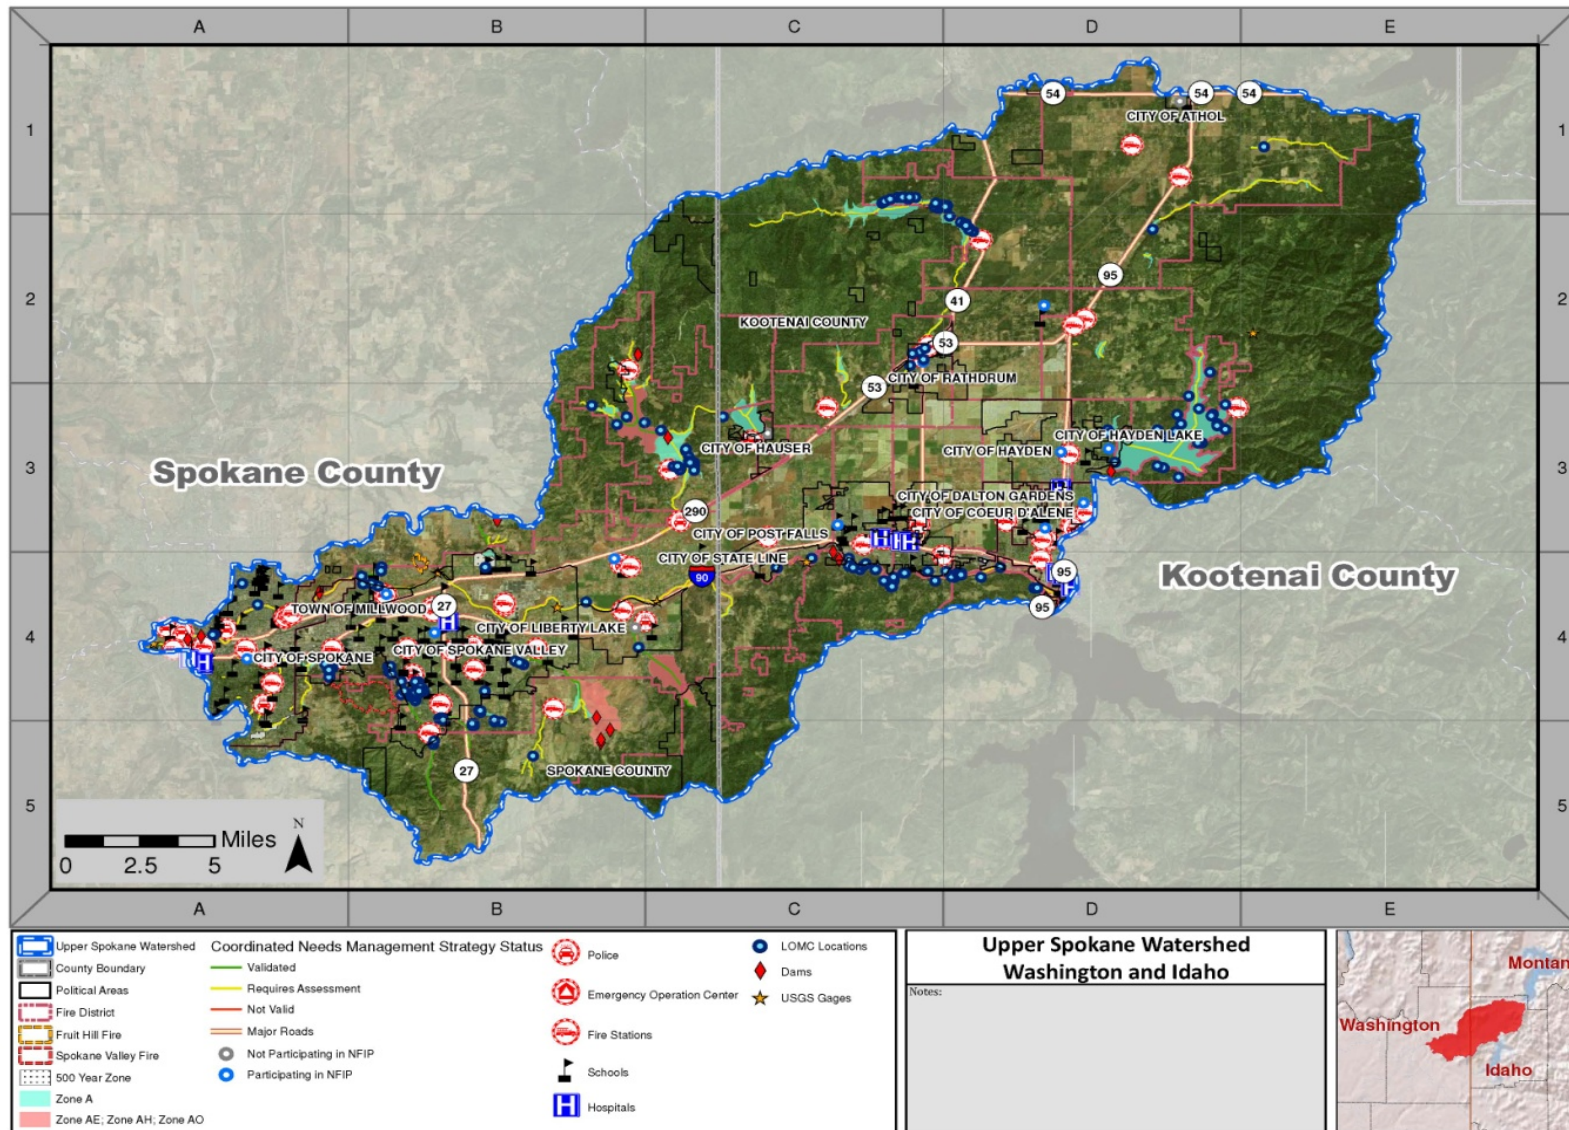 A B C D E
1 1
54 54 54
CITY OF ATHOL
2 2
95
41
KOOTENAI COUNTY
53
CITY OF RATHDRUM
53
CITY OF HAYDEN LAKE
CITY OF HAUSER
CITY OF HAYDEN
3 3
Spokane County
CITY OF DALTON GARDENS
CITY OF COEUR D'ALENE
290
CITY OF POST FALLS
CITY OF STATE LINE
90
95
Kootenai County
TOWN OF MILLWOOD
27
95
CITY OF LIBERTY LAKE
4 4
CITY OF SPOKANE
CITY OF SPOKANE VALLEY
27
SPOKANE COUNTY
5 5
Miles
0 2.5 5
N
A B C D E
Upper Spokane Watershed
County Boundary
Political Areas
Fire District
Fruit Hill Fire
Spokane Valley Fire
500 Year Zone
Zone A
Zone AE; Zone AH; Zone AO
Coordinated Needs Management Strategy Status
Validated
Requires Assessment
Not Valid
Major Roads
Not Participating in NFIP
Participating in NFIP
Police
Emergency Operation Center
Fire Stations
Schools
H Hospitals
LOMC Locations
Dams
USGS Gages
Upper Spokane Watershed
Washington and Idaho
Notes:
Montan
Washington
Idaho